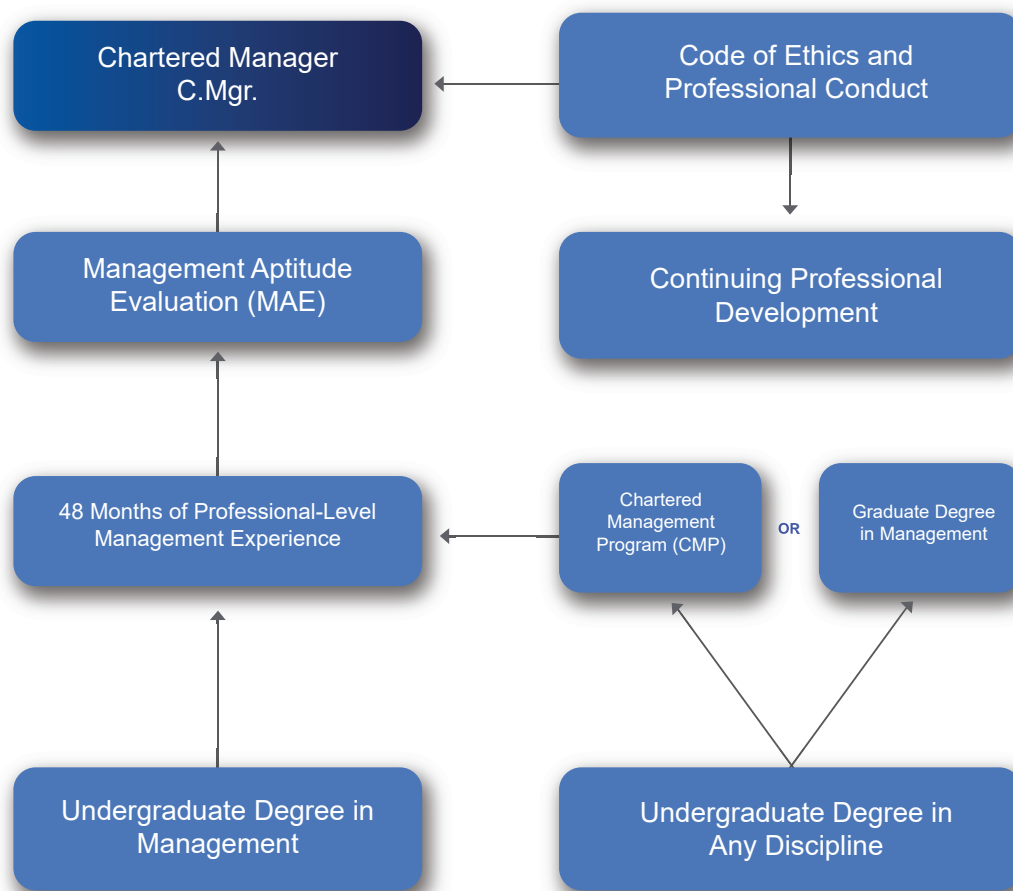 Chartered Manager
C.Mgr.
Code of Ethics and
Professional Conduct
Management Aptitude
Evaluation (MAE)
Continuing Professional
Development
48 Months of Professional-Level
Management Experience
Chartered
Management
Program (CMP)
OR
Graduate Degree
in Management
Undergraduate Degree in
Management
Undergraduate Degree in
Any Discipline